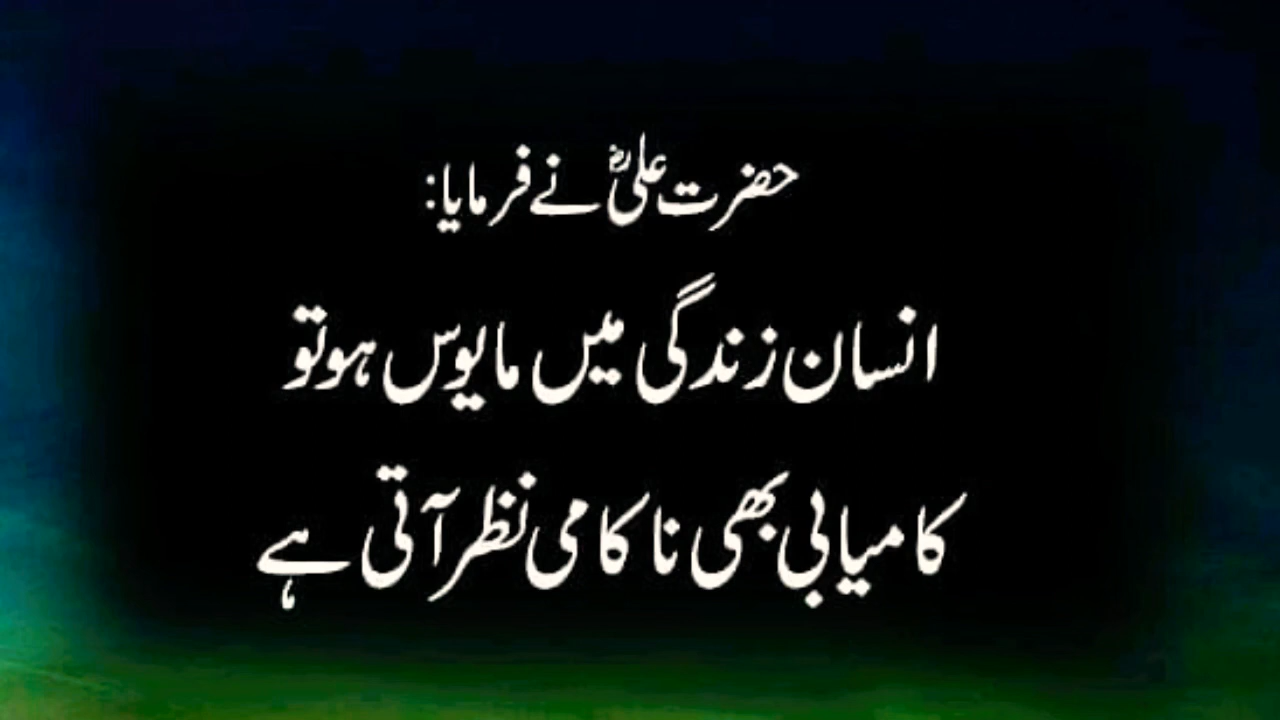 حضرت علیؓ نے فرمایا:
انسان زندگی میں مایوس ہو تو
کامیابی بھی ناکامی نظر آتی ہے